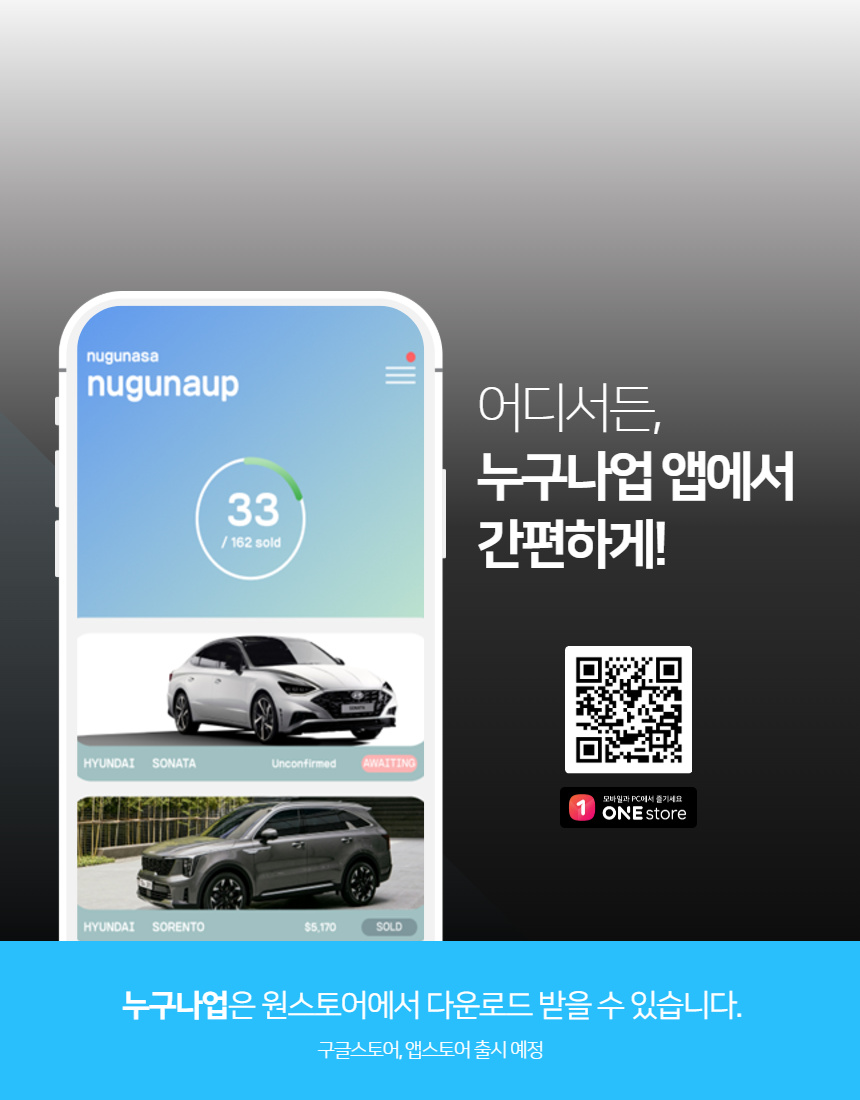 nugunasa
nugunaup
33
/ 162 sold
어디서든,
누구나업 앱에서
간편하게!
HYUNDAI SONATA Unconfirmed AWAITING
모바일과 PC에서 즐기세요
ONE store
HYUNDAI SORENTO $5,170 SOLD
누구나업은 원스토어에서 다운로드 받을 수 있습니다.
구글스토어, 앱스토어 출시 예정